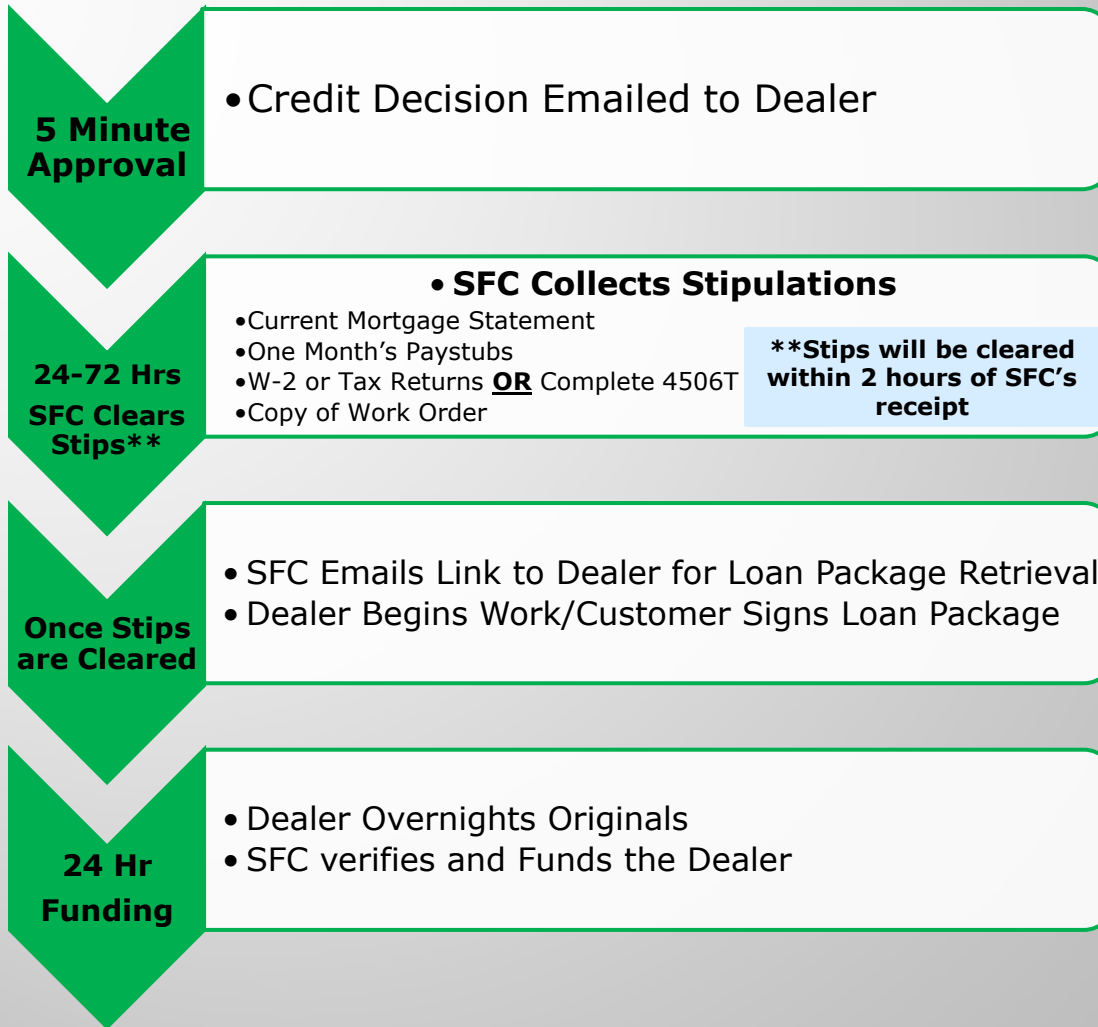 5 Minute
Approval
•Credit Decision Emailed to Dealer
24-72 Hrs
SFC Clears
Stips**
•SFC Collects Stipulations
•Current Mortgage Statement
•One Month’s Paystubs
•W-2 or Tax Returns OR Complete 4506T
•Copy of Work Order
**Stips will be cleared
within 2 hours of SFC’s
receipt
Once Stips
are Cleared
•SFC Emails Link to Dealer for Loan Package Retrieval
•Dealer Begins Work/Customer Signs Loan Package
24 Hr
Funding
•Dealer Overnights Originals
•SFC verifies and Funds the Dealer